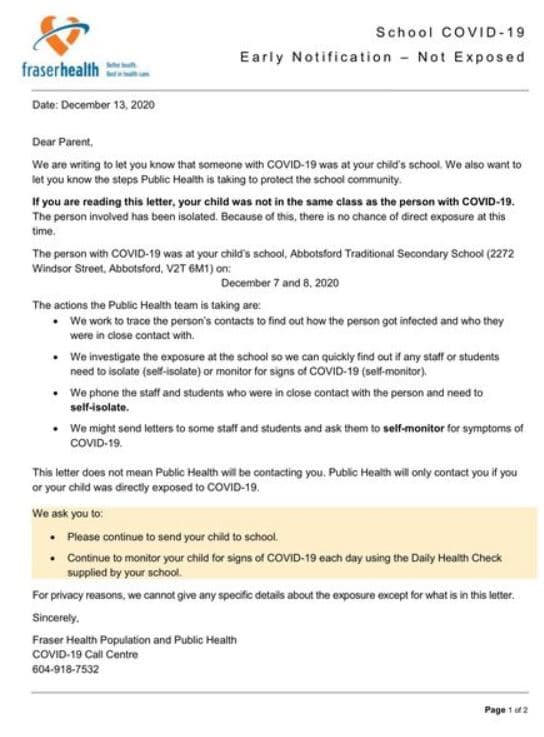 School COVID-19
Early Notification – Not Exposed
fraserhealth
Better health.
Best in health care.
Date: December 13, 2020
Dear Parent,
We are writing to let you know that someone with COVID-19 was at your child's school. We also want to
let you know the steps Public Health is taking to protect the school community.
If you are reading this letter, your child was not in the same class as the person with COVID-19.
The person involved has been isolated. Because of this, there is no chance of direct exposure at this
time.
The person with COVID-19 was at your child's school, Abbotsford Traditional Secondary School (2272
Windsor Street, Abbotsford, V2T 6M1) on:
December 7 and 8, 2020
The actions the Public Health team is taking are:
• We work to trace the person's contacts to find out how the person got infected and who they
were in close contact with.
• We investigate the exposure at the school so we can quickly find out if any staff or students
need to isolate (self-isolate) or monitor for signs of COVID-19 (self-monitor).
• We phone the staff and students who were in close contact with the person and need to
self-isolate.
• We might send letters to some staff and students and ask them to self-monitor for symptoms of
COVID-19.
This letter does not mean Public Health will be contacting you. Public Health will only contact you if you
or your child was directly exposed to COVID-19.
We ask you to:
• Please continue to send your child to school.
• Continue to monitor your child for signs of COVID-19 each day using the Daily Health Check
supplied by your school.
For privacy reasons, we cannot give any specific details about the exposure except for what is in this letter.
Sincerely,
Fraser Health Population and Public Health
COVID-19 Call Centre
604-918-7532
Page 1 of 2